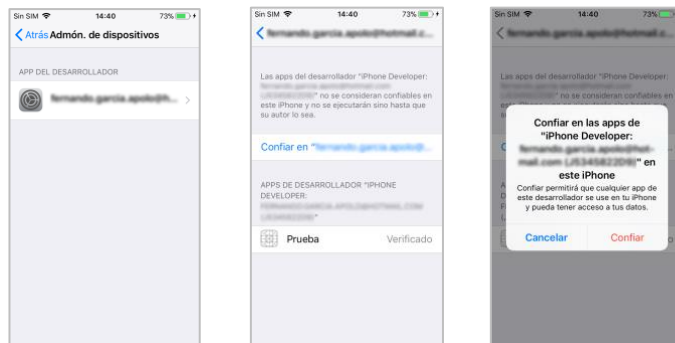 Sin SIM 14:40 73%
Atrás Admón. de dispositivos
APP DEL DESARROLLADOR
Sin SIM 14:40 73%
Las apps del desarrollador "iPhone Developer:
" no se consideran confiables en
este iPhone y no se ejecutarán sino hasta que
su autor lo sea.
Confiar en "
APPS DE DESARROLLADOR "IPHONE
DEVELOPER:
Prueba Verificado
Sin SIM 14:40 73%
Las apps del desarrollador "iPhone Developer:
" no se consideran confiables en
Confiar en las apps de
"iPhone Developer:
" en
este iPhone
Confiar permitirá que cualquier app de
este desarrollador se use en tu iPhone
y pueda tener acceso a tus datos.
Cancelar Confiar